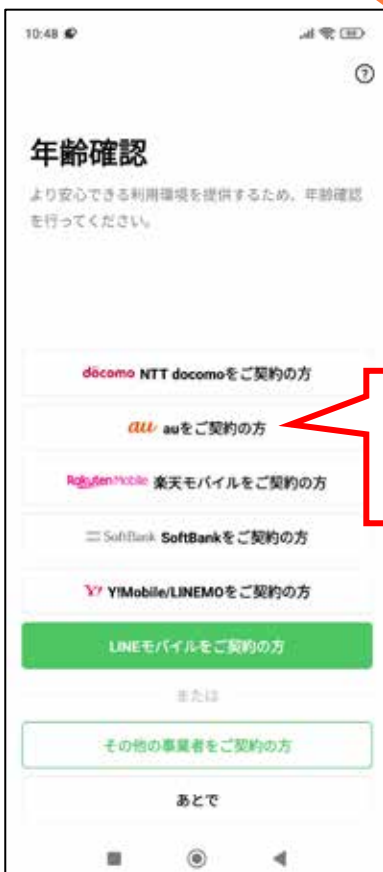 10:48
年齢確認
より安心できる利用環境を提供するため、年齢確認
を行ってください。
döcomo NTT docomoをご契約の方
au auをご契約の方
Rakuten Mobile 楽天モバイルをご契約の方
SoftBank SoftBankをご契約の方
Y! Y!Mobile/LINEMOをご契約の方
LINEモバイルをご契約の方
または
その他の事業者をご契約の方
あとで